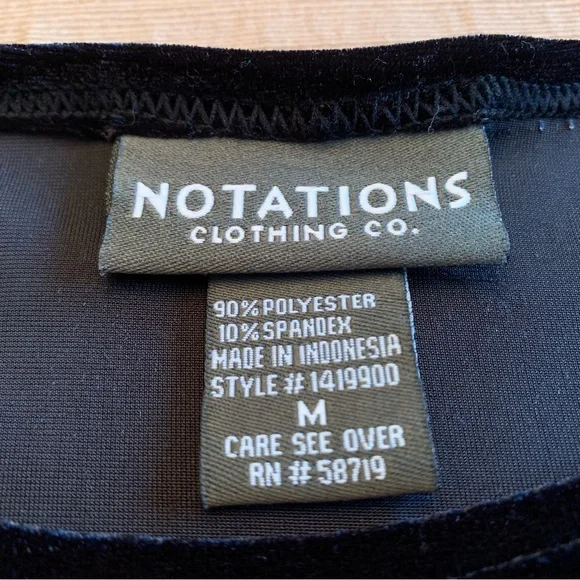 NOTATIONS
CLOTHING CO.
90% POLYESTER
10% SPANDEX
MADE IN INDONESIA
STYLE # 1419900
M
CARE SEE OVER
RN # 58719